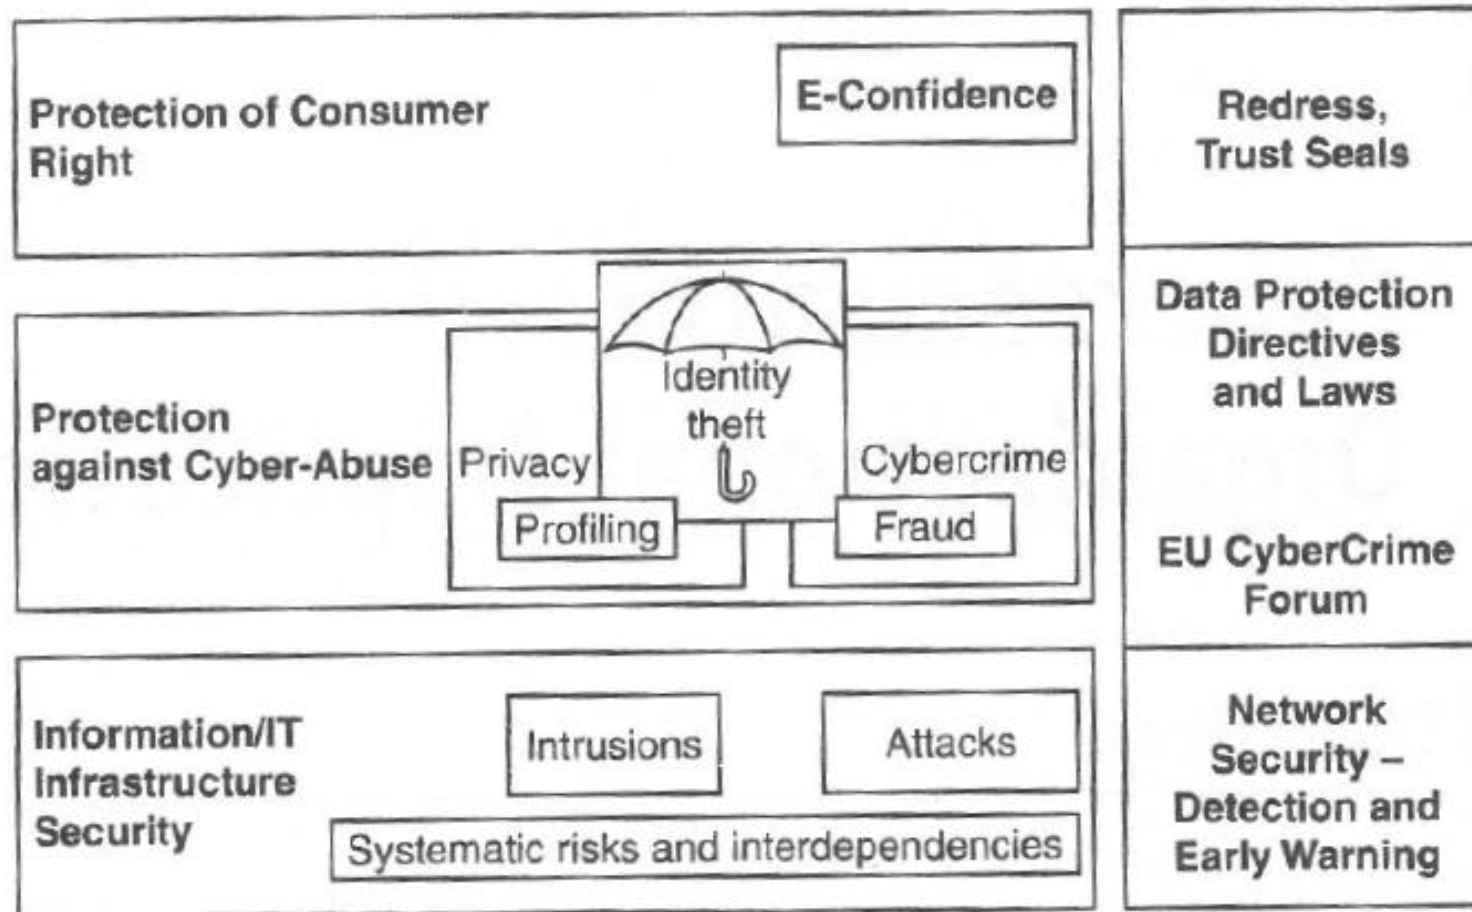 Protection of Consumer
Right
E-Confidence
Redress,
Trust Seals
Protection
against Cyber-Abuse
Privacy
Profiling
Identity
theft
Cybercrime
Fraud
Data Protection
Directives
and Laws
EU CyberCrime
Forum
Information/IT
Infrastructure
Security
Intrusions
Attacks
Systematic risks and interdependencies
Network
Security –
Detection and
Early Warning